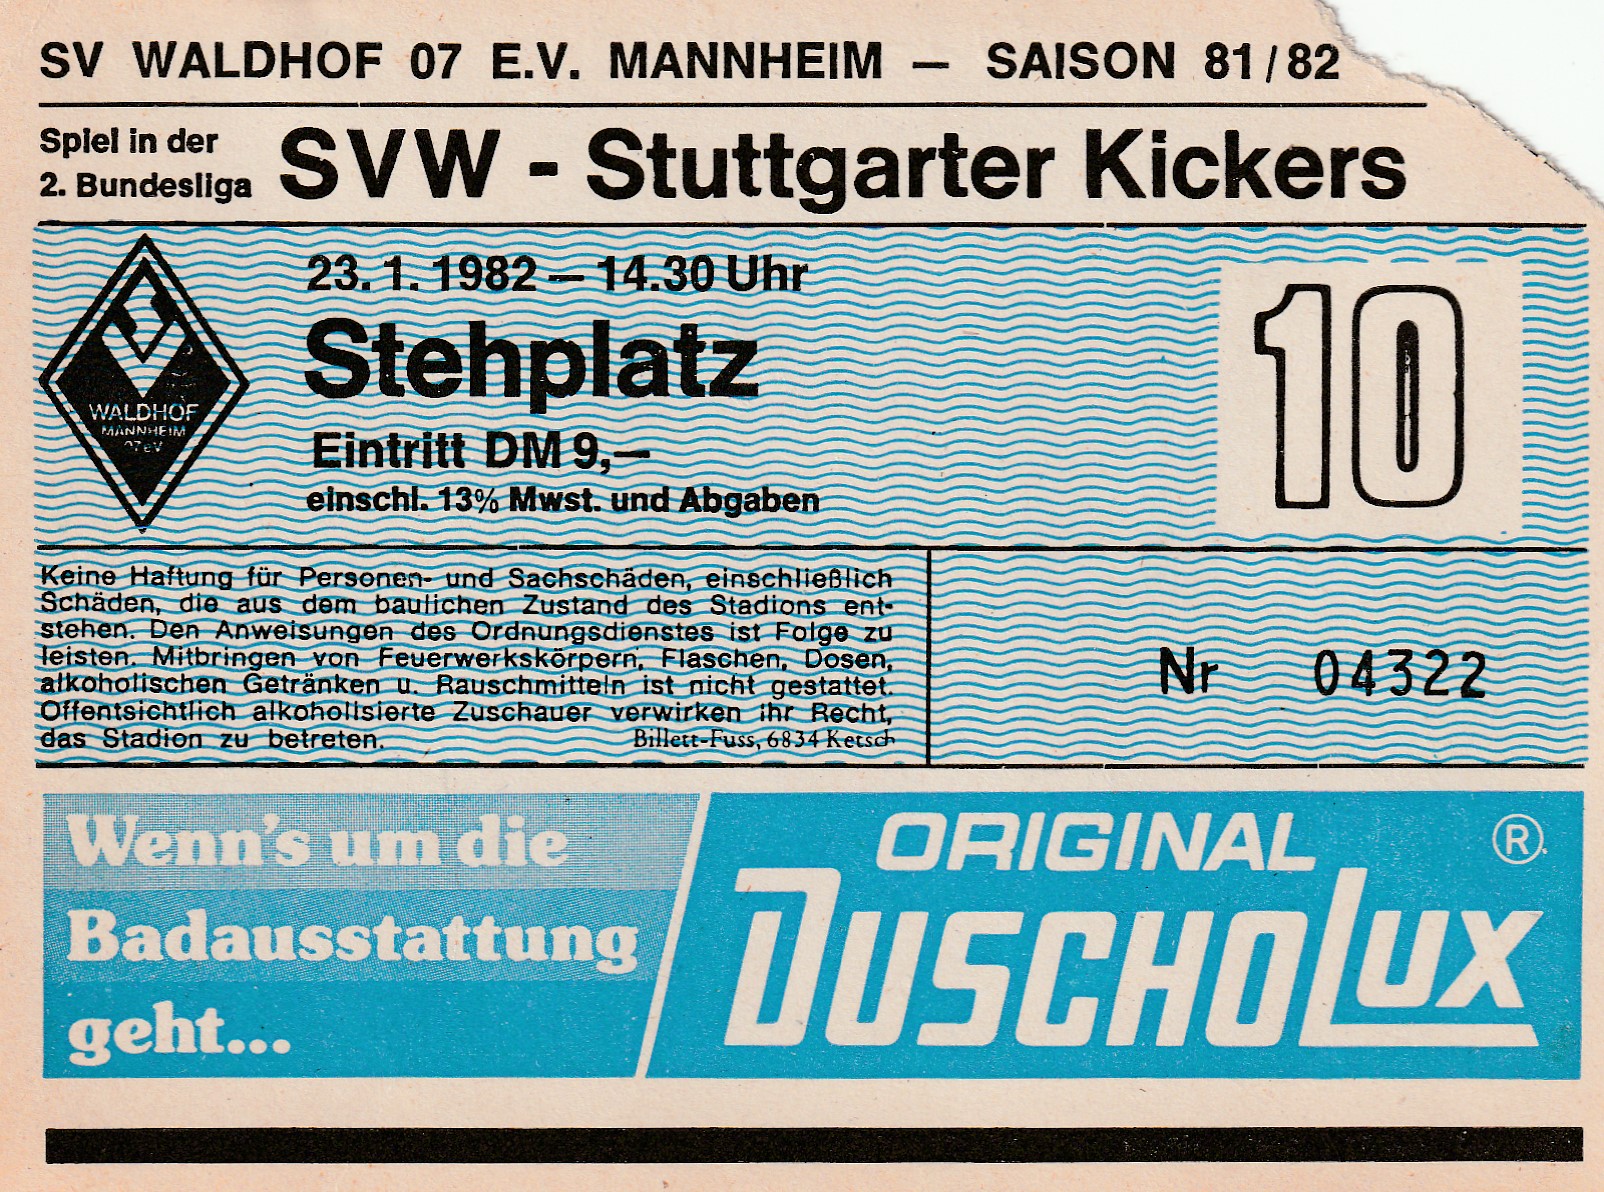 SV WALDHOF 07 E.V. MANNHEIM — SAISON 81/82
Spiel in der
2. Bundesliga
SVW - Stuttgarter Kickers
23. 1. 1982 — 14.30 Uhr
Stehplatz
Eintritt DM 9,—
einschl. 13% Mwst. und Abgaben
10
WALDHOF
MANNHEIM
07 e.V
Keine Haftung für Personen- und Sachschäden, einschließlich
Schäden, die aus dem baulichen Zustand des Stadions ent-
stehen. Den Anweisungen des Ordnungsdienstes ist Folge zu
leisten. Mitbringen von Feuerwerkskörpern, Flaschen, Dosen,
alkoholischen Getränken u. Rauschmitteln ist nicht gestattet.
Offentsichtlich alkoholisierte Zuschauer verwirken ihr Recht,
das Stadion zu betreten.
Billett-Fuss, 6834 Ketsch
Nr 04322
Wenn's um die
Badausstattung
geht...
ORIGINAL ®
DUSCHOLUX